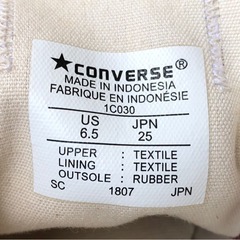 ★CONVERSE®
MADE IN INDONESIA
FABRIQUE EN INDONÉSIE
1C030
US JPN
6.5 25
UPPER : TEXTILE
LINING : TEXTILE
OUTSOLE : RUBBER
SC 1807 JPN